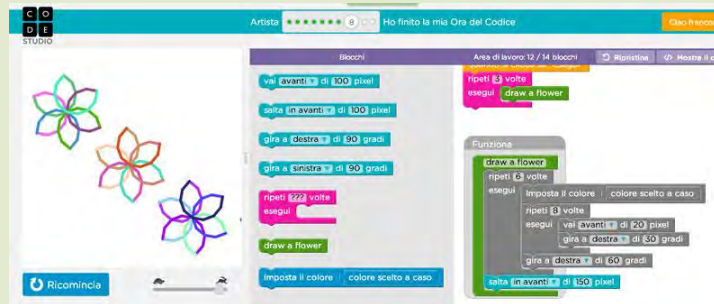 C O
D E
STUDIO
Artista
8
Ho finito la mia Ora del Codice
Ciao franco
Blocchi
Area di lavoro: 12 / 14 blocchi
Ripristina
</> Mostra il c
vai avanti di 100 pixel
salta in avanti di 100 pixel
gira a destra di 90 gradi
gira a sinistra di 90 gradi
ripeti ??? volte
esegui
draw a flower
imposta il colore colore scelto a caso
ripeti 3 volte
esegui draw a flower
Funzione
draw a flower
ripeti 6 volte
esegui imposta il colore colore scelto a caso
ripeti 8 volte
esegui vai avanti di 20 pixel
gira a destra di 30 gradi
gira a destra di 60 gradi
salta in avanti di 150 pixel
Ricomincia